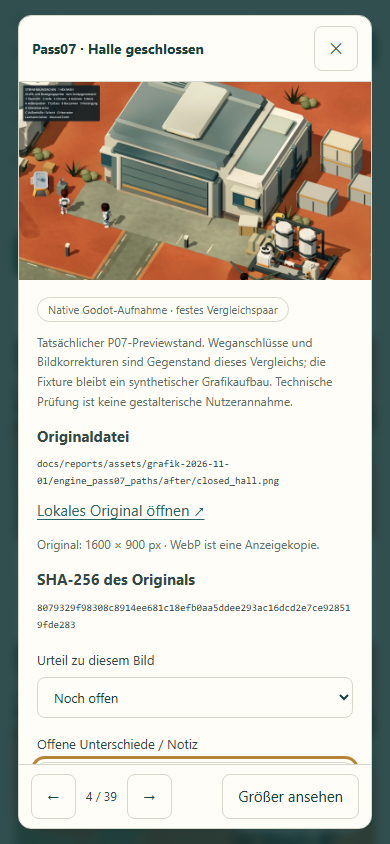 Pass07 · Halle geschlossen
×
Native Godot-Aufnahme · festes Vergleichspaar
Tatsächlicher P07-Previewstand. Weganschlüsse und
Bildkorrekturen sind Gegenstand dieses Vergleichs; die
Fixture bleibt ein synthetischer Grafikaufbau. Technische
Prüfung ist keine gestalterische Nutzerannahme.
Originaldatei
docs/reports/assets/grafik-2026-11-
01/engine_pass07_paths/after/closed_hall.png
Lokales Original öffnen ↗
Original: 1600 × 900 px · WebP ist eine Anzeigekopie.
SHA-256 des Originals
8079329f98308c8914ee681c18efb0aa5ddee293ac16dcd2e7ce92851
9fde283
Urteil zu diesem Bild
Noch offen
Offene Unterschiede / Notiz
← 4 / 39 → Größer ansehen